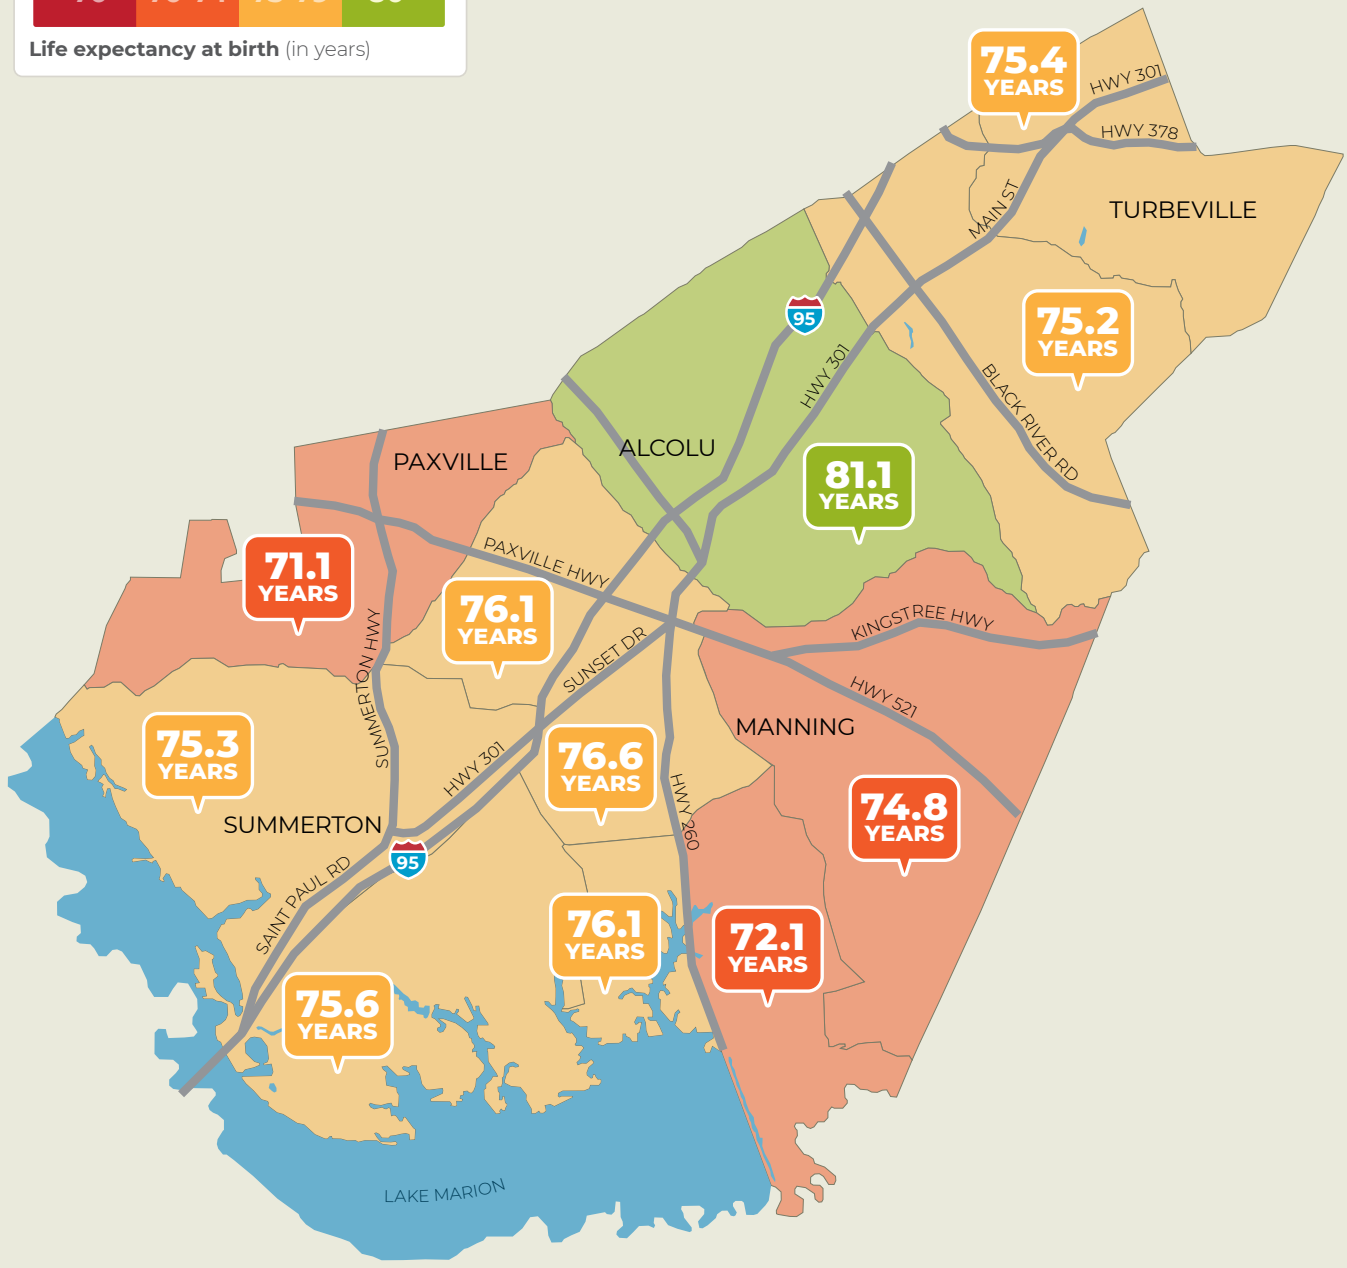 Life expectancy at birth (in years)
75.4
YEARS
HWY 301
HWY 378
MAIN ST
TURBEVILLE
75.2
YEARS
95
HWY 301
BLACK RIVER RD
ALCOLU
PAXVILLE
81.1
YEARS
71.1
YEARS
PAXVILLE HWY
76.1
YEARS
KINGSTREE HWY
SUNSET DR
SUMMERTON HWY
HWY 521
MANNING
75.3
YEARS
HWY 301
76.6
YEARS
HWY 260
74.8
YEARS
SUMMERTON
95
SAINT PAUL RD
76.1
YEARS
72.1
YEARS
75.6
YEARS
LAKE MARION